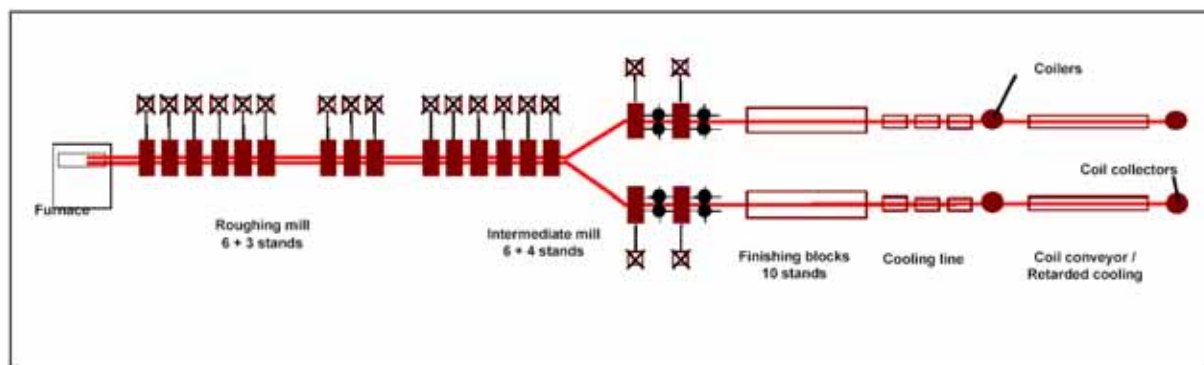 Coilers
Coil collectors
Furnace
Roughing mill
6 + 3 stands
Intermediate mill
6 + 4 stands
Finishing blocks
10 stands
Cooling line
Coil conveyor /
Retarded cooling